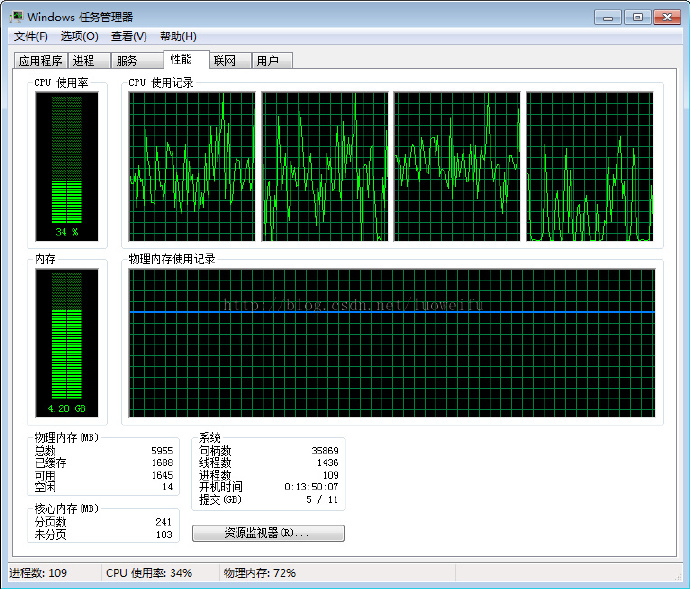 Windows 任务管理器
文件(F) 选项(O) 查看(V) 帮助(H)
应用程序 进程 服务 性能 联网 用户
CPU 使用率
CPU 使用记录
34 %
内存
物理内存使用记录
http://blog.csdn.net/luoweifu
4.20 GB
物理内存(MB)
总数 5955
已缓存 1688
可用 1645
空闲 14
核心内存(MB)
分页数 241
未分页 103
系统
句柄数 35869
线程数 1436
进程数 109
开机时间 0:13:50:07
提交(GB) 5 / 11
资源监视器(R)...
进程数: 109 CPU 使用率: 34% 物理内存: 72%